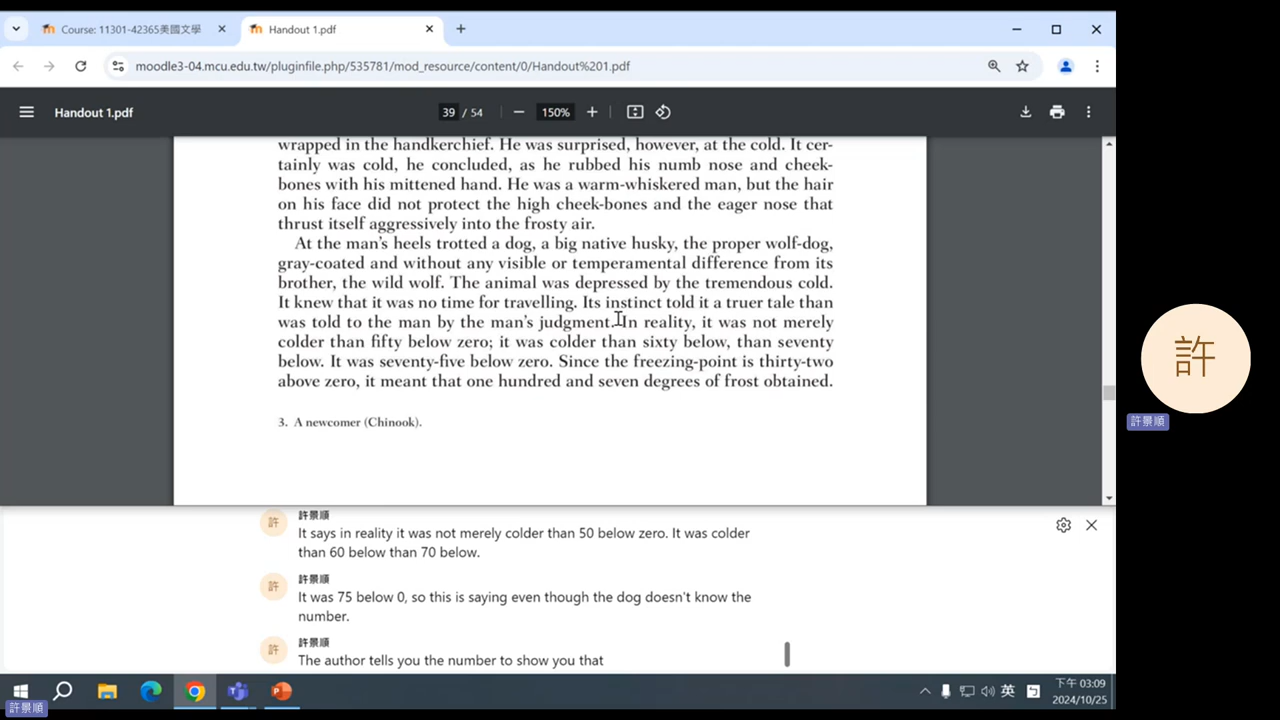 Course: 11301-42365美國文學
Handout 1.pdf
moodle3-04.mcu.edu.tw/pluginfile.php/535781/mod_resource/content/0/Handout%201.pdf
Handout 1.pdf
39 / 54
150%
wrapped in the handkerchief. He was surprised, however, at the cold. It cer-
tainly was cold, he concluded, as he rubbed his numb nose and cheek-
bones with his mittened hand. He was a warm-whiskered man, but the hair
on his face did not protect the high cheek-bones and the eager nose that
thrust itself aggressively into the frosty air.
At the man's heels trotted a dog, a big native husky, the proper wolf-dog,
gray-coated and without any visible or temperamental difference from its
brother, the wild wolf. The animal was depressed by the tremendous cold.
It knew that it was no time for travelling. Its instinct told it a truer tale than
was told to the man by the man's judgment. In reality, it was not merely
colder than fifty below zero; it was colder than sixty below, than seventy
below. It was seventy-five below zero. Since the freezing-point is thirty-two
above zero, it meant that one hundred and seven degrees of frost obtained.
3. A newcomer (Chinook).
許
許景順
許
許景順
It says in reality it was not merely colder than 50 below zero. It was colder
than 60 below than 70 below.
許
許景順
It was 75 below 0, so this is saying even though the dog doesn't know the
number.
許
許景順
The author tells you the number to show you that
英
ㄅ
下午 03:09
2024/10/25
許景順